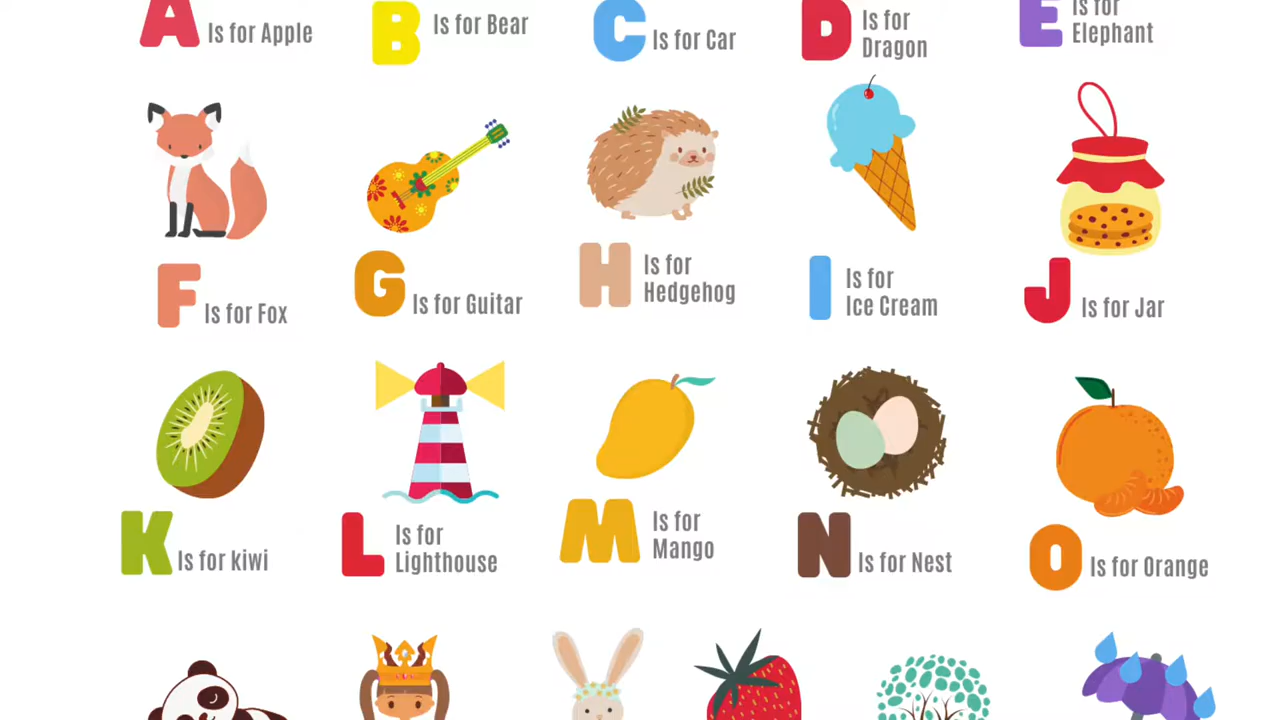 A Is for Apple
B Is for Bear
C Is for Car
D Is for
Dragon
E Is for
Elephant
F Is for Fox
G Is for Guitar
H Is for
Hedgehog
I Is for
Ice Cream
J Is for Jar
K Is for kiwi
L Is for
Lighthouse
M Is for
Mango
N Is for Nest
O Is for Orange